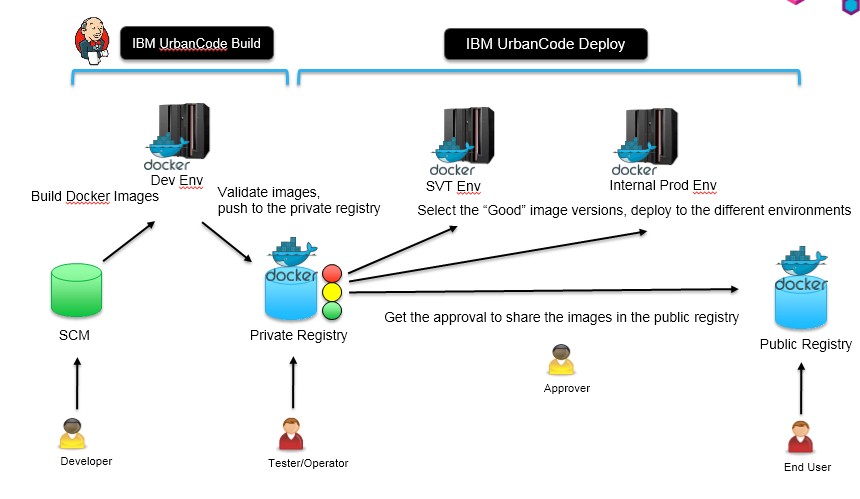 IBM UrbanCode Build
IBM UrbanCode Deploy
docker
Dev Env
docker
SVT Env
docker
Internal Prod Env
Build Docker Images
Validate images,
push to the private registry
Select the “Good” image versions, deploy to the different environments
docker
docker
SCM
Private Registry
Get the approval to share the images in the public registry
Public Registry
Approver
Developer
Tester/Operator
End User